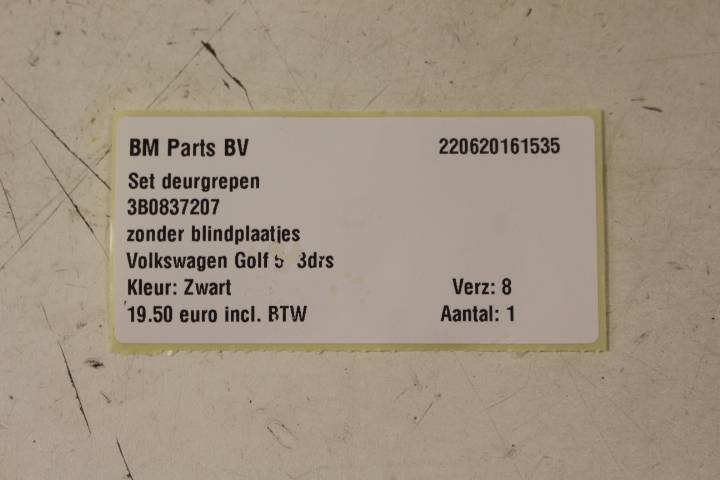 BM Parts BV 220620161535
Set deurgrepen
3B0837207
zonder blindplaatjes
Volkswagen Golf 5 3drs
Kleur: Zwart Verz: 8
19.50 euro incl. BTW Aantal: 1